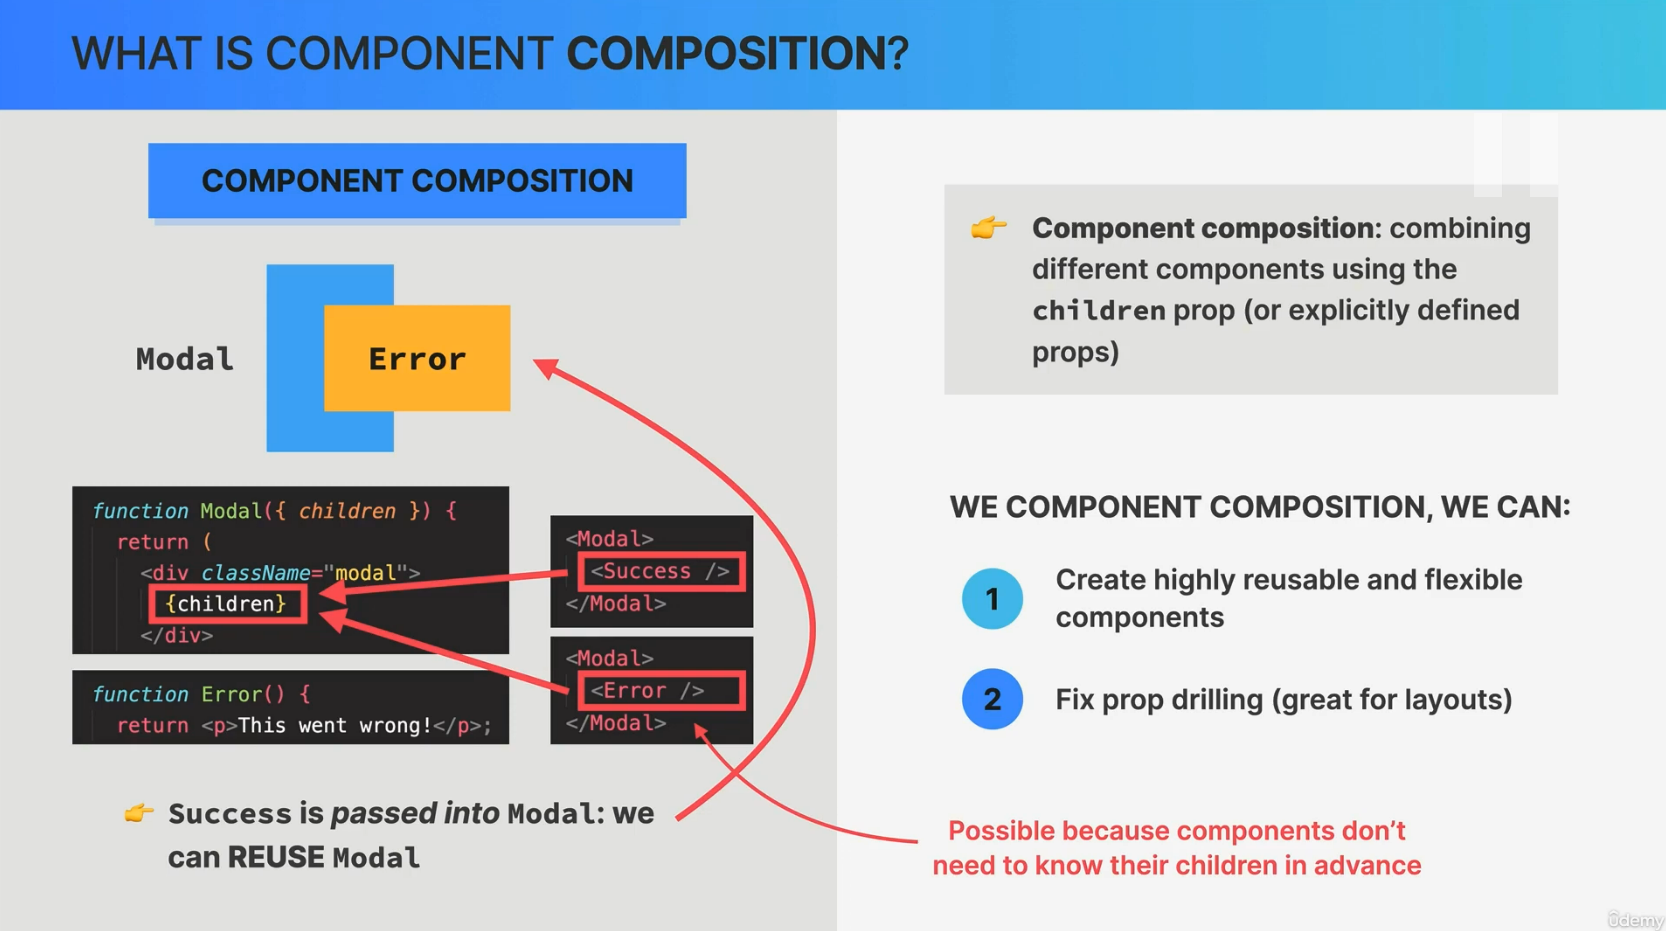 WHAT IS COMPONENT COMPOSITION?
COMPONENT COMPOSITION
Modal
Error
function Modal({ children }) {
return (
<div className="modal">
{children}
</div>
function Error() {
return <p>This went wrong!</p>;
<Modal>
<Success />
</Modal>
<Modal>
<Error />
</Modal>
👉 Success is passed into Modal: we
can REUSE Modal
👉 Component composition: combining
different components using the
children prop (or explicitly defined
props)
WE COMPONENT COMPOSITION, WE CAN:
1 Create highly reusable and flexible
components
2 Fix prop drilling (great for layouts)
Possible because components don’t
need to know their children in advance
ûdemy